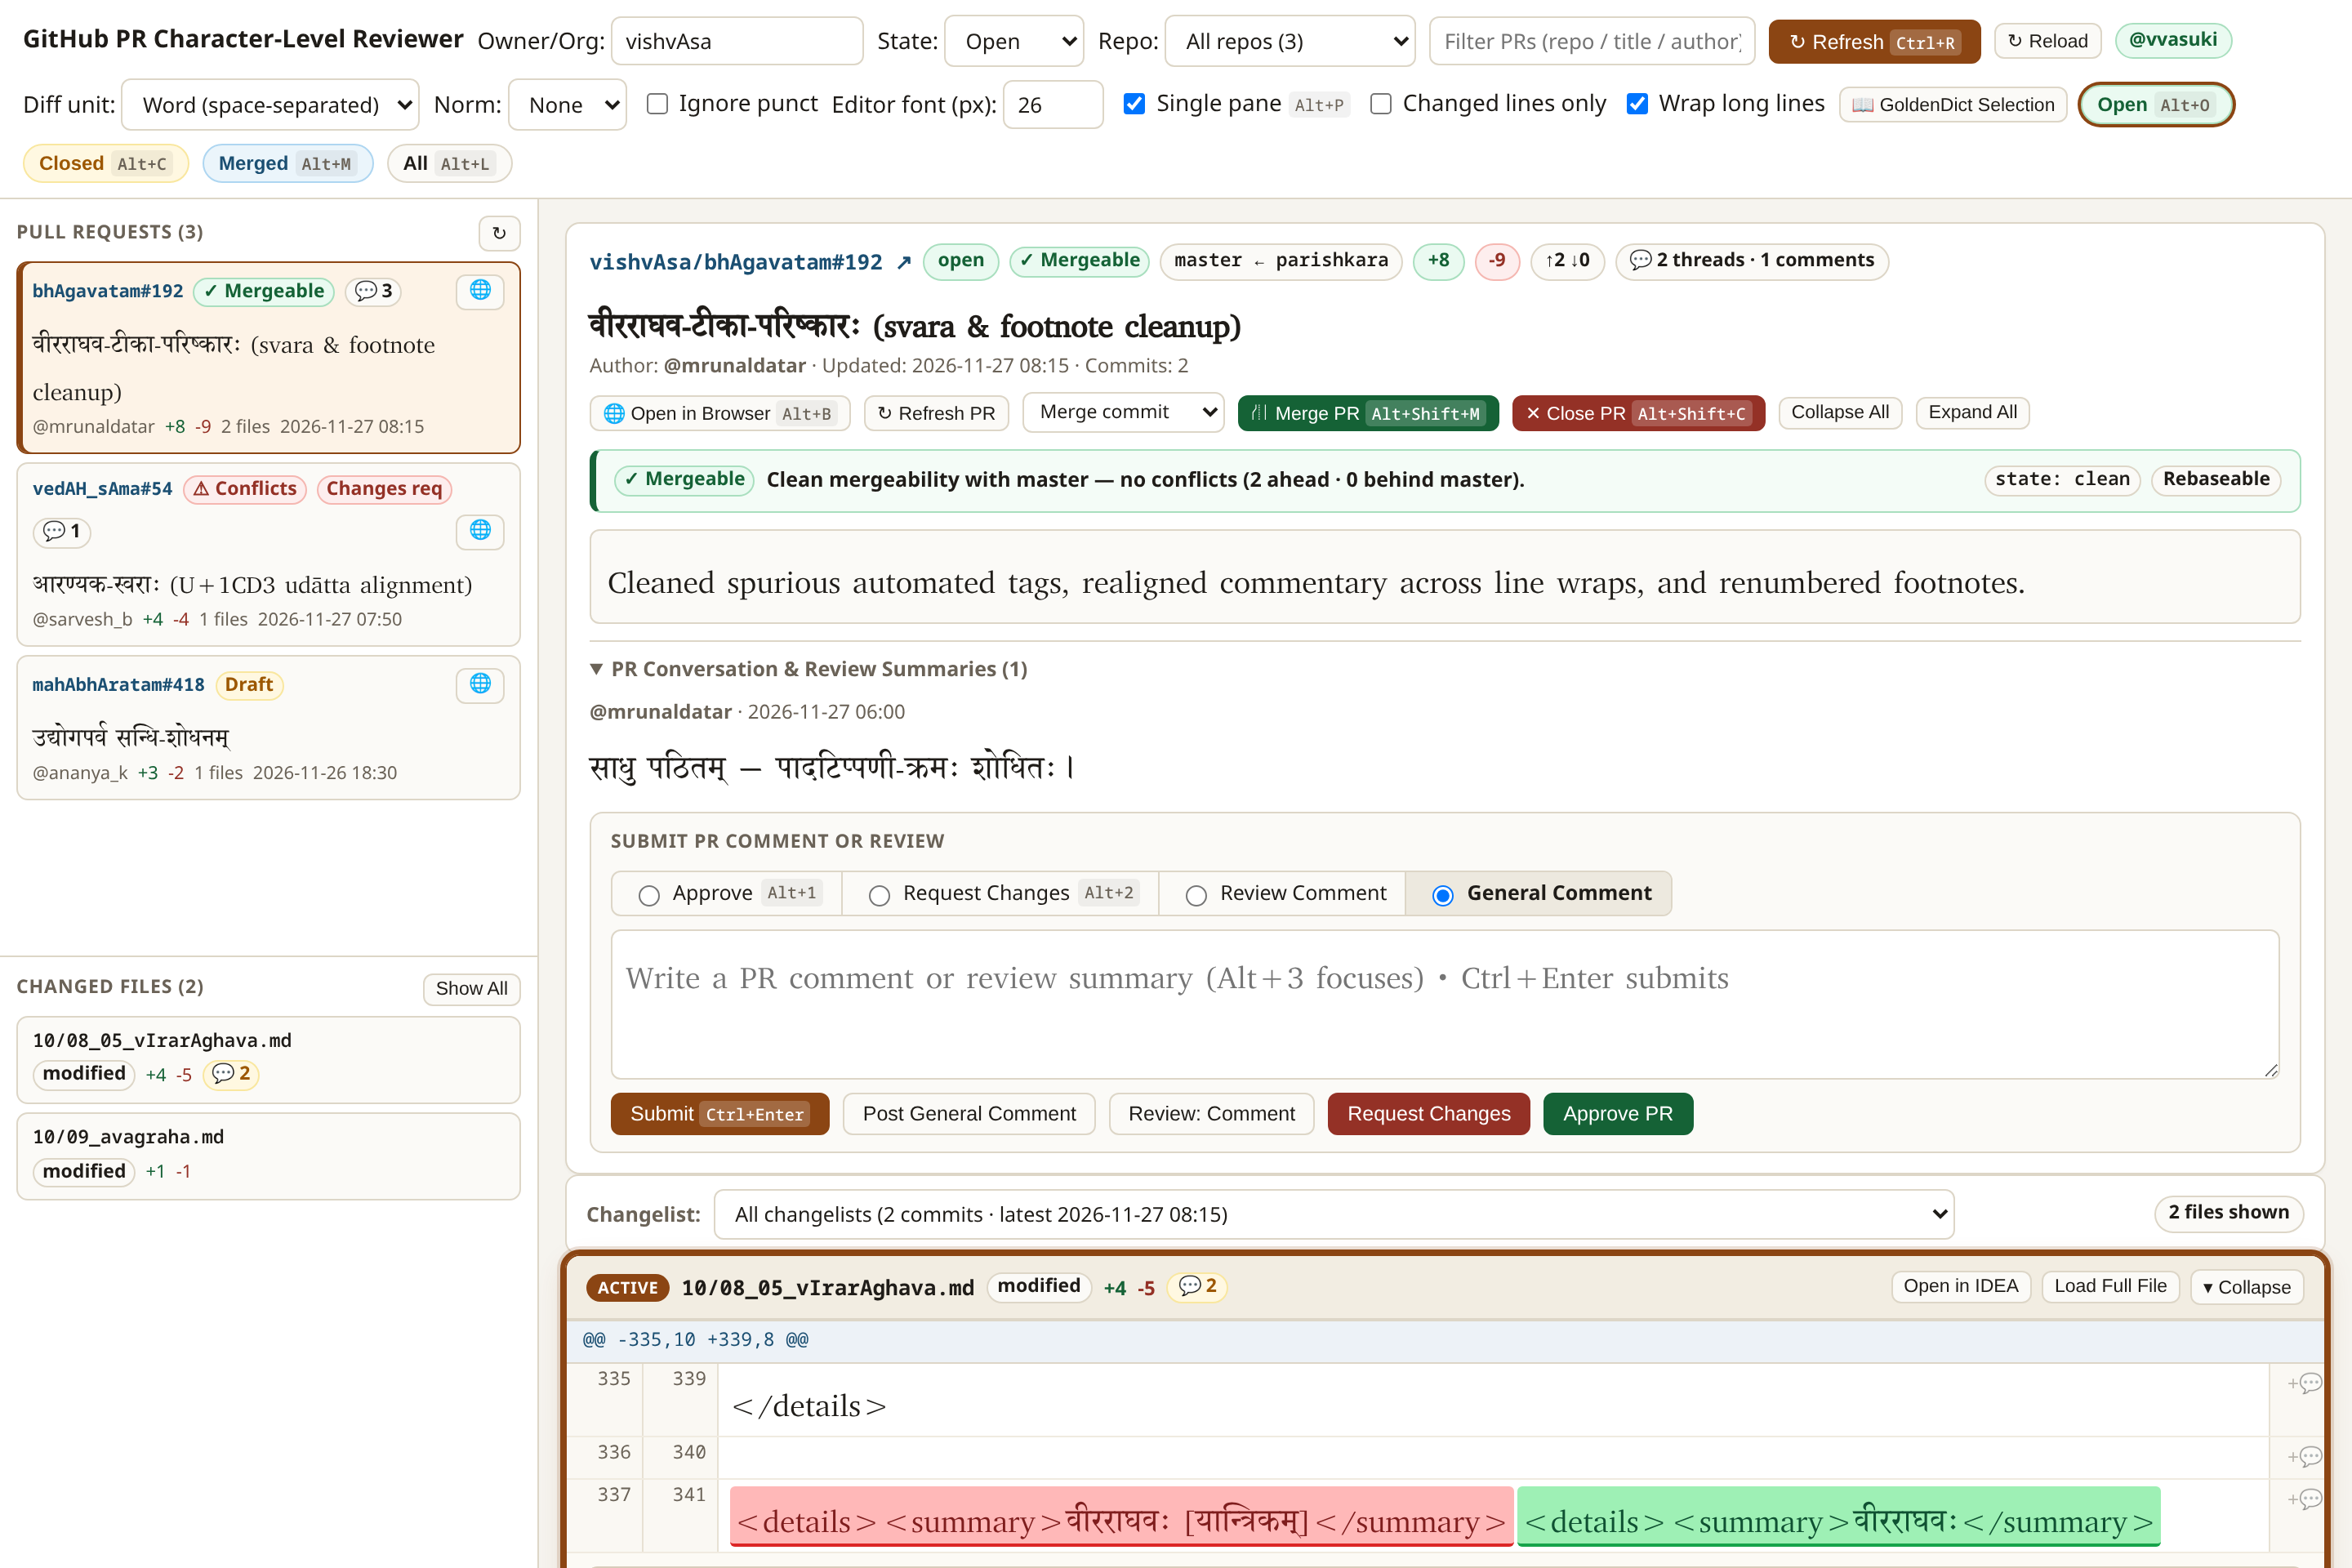 GitHub PR Character-Level Reviewer Owner/Org: vishvAsa State: Open Repo: All repos (3) Filter PRs (repo / title / author) ↻ Refresh Ctrl+R ↻ Reload @vvasuki
Diff unit: Word (space-separated) Norm: None Ignore punct Editor font (px): 26 Single pane Alt+P Changed lines only Wrap long lines 📖 GoldenDict Selection Open Alt+O
Closed Alt+C Merged Alt+M All Alt+L
PULL REQUESTS (3) ↻
bhAgavatam#192 ✓ Mergeable 💬 3 🌐
वीरराघव-टीका-परिष्कारः (svara & footnote
cleanup)
@mrunaldatar +8 -9 2 files 2026-11-27 08:15
vedAH_sAma#54 ⚠ Conflicts Changes req
💬 1 🌐
आरण्यक-स्वराः (U+1CD3 udātta alignment)
@sarvesh_b +4 -4 1 files 2026-11-27 07:50
mahAbhAratam#418 Draft 🌐
उद्योगपर्व सन्धि-शोधनम्
@ananya_k +3 -2 1 files 2026-11-26 18:30
CHANGED FILES (2) Show All
10/08_05_vIrarAghava.md
modified +4 -5 💬 2
10/09_avagraha.md
modified +1 -1
vishvAsa/bhAgavatam#192 ↗ open ✓ Mergeable master ← parishkara +8 -9 ↑2 ↓0 💬 2 threads · 1 comments
वीरराघव-टीका-परिष्कारः (svara & footnote cleanup)
Author: @mrunaldatar · Updated: 2026-11-27 08:15 · Commits: 2
🌐 Open in Browser Alt+B ↻ Refresh PR Merge commit Merge PR Alt+Shift+M ✕ Close PR Alt+Shift+C Collapse All Expand All
✓ Mergeable Clean mergeability with master — no conflicts (2 ahead · 0 behind master). state: clean Rebaseable
Cleaned spurious automated tags, realigned commentary across line wraps, and renumbered footnotes.
▼ PR Conversation & Review Summaries (1)
@mrunaldatar · 2026-11-27 06:00
साधु पठितम् — पादटिप्पणी-क्रमः शोधितः।
SUBMIT PR COMMENT OR REVIEW
Approve Alt+1 Request Changes Alt+2 Review Comment General Comment
Write a PR comment or review summary (Alt+3 focuses) • Ctrl+Enter submits
Submit Ctrl+Enter Post General Comment Review: Comment Request Changes Approve PR
Changelist: All changelists (2 commits · latest 2026-11-27 08:15) 2 files shown
ACTIVE 10/08_05_vIrarAghava.md modified +4 -5 💬 2 Open in IDEA Load Full File ▾ Collapse
@@ -335,10 +339,8 @@
335 339 </details> +💬
336 340 +💬
337 341 <details><summary>वीरराघवः [यान्त्रिकम्]</summary> <details><summary>वीरराघवः</summary> +💬